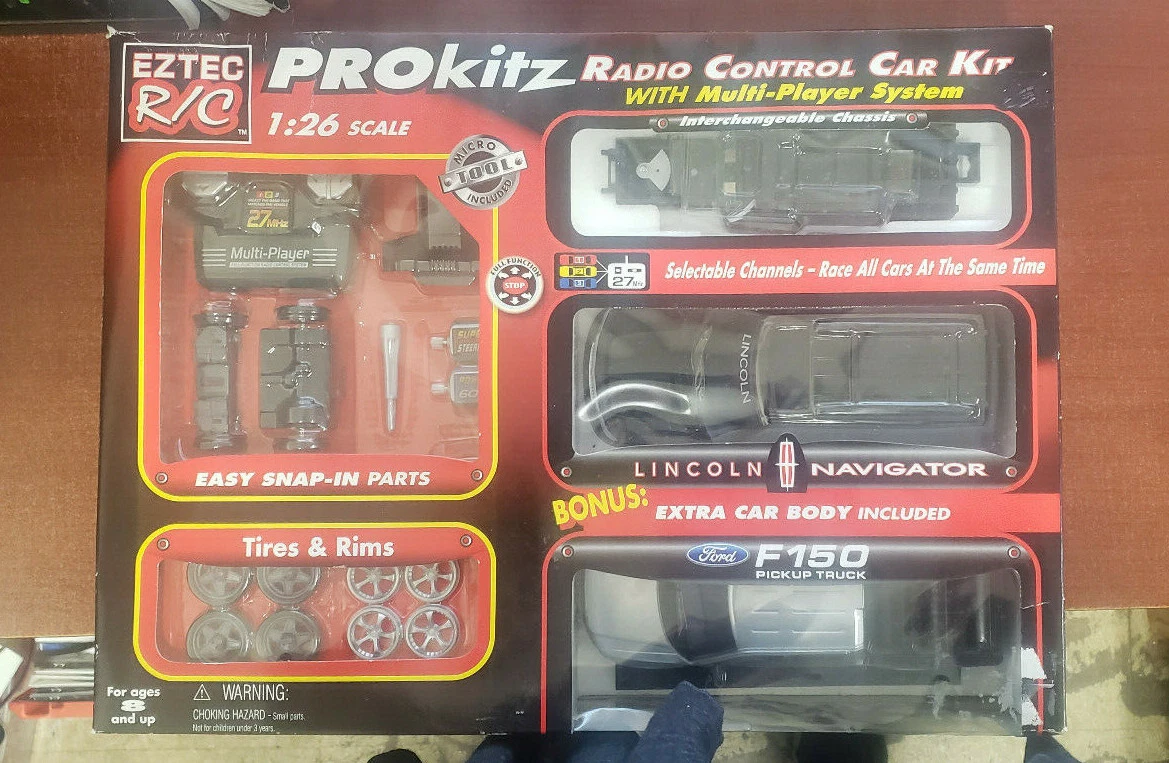 EZTEC
R/C
™
PROkitz
1:26 SCALE
RADIO CONTROL CAR KIT
WITH Multi-Player System
MICRO
TOOL
INCLUDED
27MHz
Multi-Player
EASY SNAP-IN PARTS
Interchangeable Chassis
FULL FUNCTION
STOP
27MHz
Selectable Channels – Race All Cars At The Same Time
LINCOLN
LINCOLN NAVIGATOR
BONUS: EXTRA CAR BODY INCLUDED
Tires & Rims
Ford F150
PICKUP TRUCK
For ages
8
and up
WARNING:
CHOKING HAZARD – Small parts.
Not for children under 3 years.